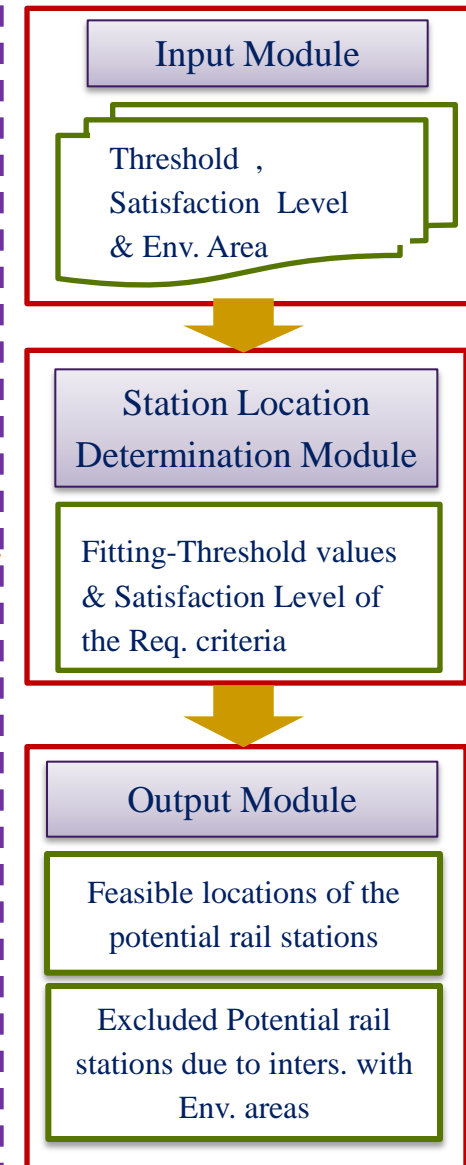 Input Module
Threshold ,
Satisfaction Level
& Env. Area
Station Location
Determination Module
Fitting-Threshold values
& Satisfaction Level of
the Req. criteria
Output Module
Feasible locations of the
potential rail stations
Excluded Potential rail
stations due to inters. with
Env. areas